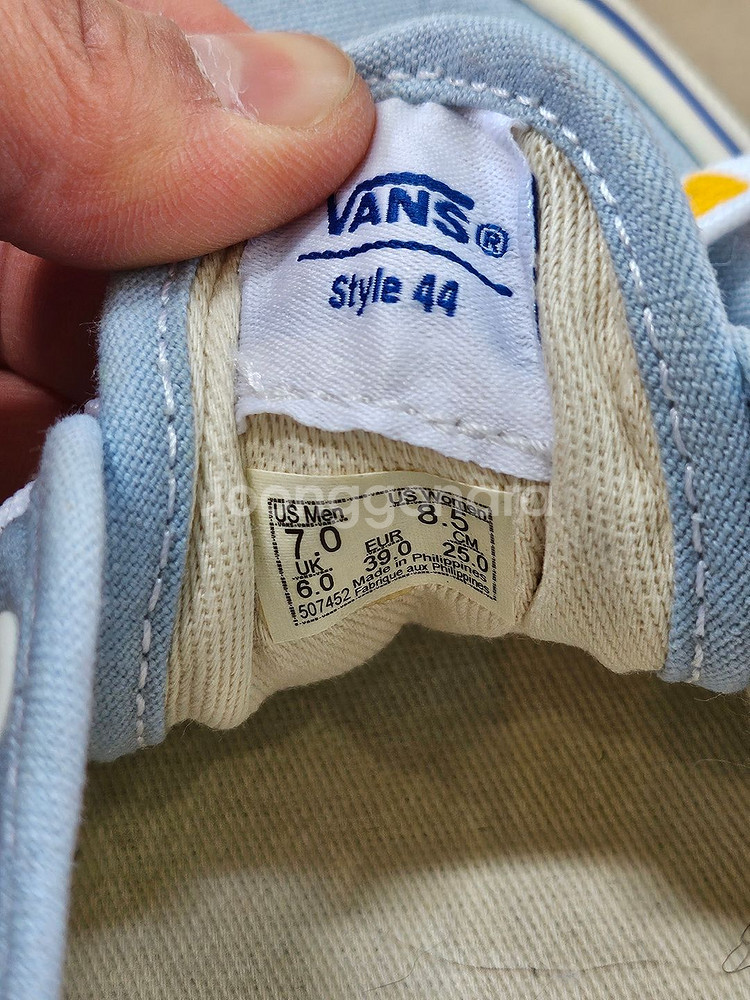 VANS®
Style 44
US Men US Women
7.0 8.5
UK EUR CM
6.0 39.0 25.0
507452 Made in Philippines
Fabrique aux Philippines